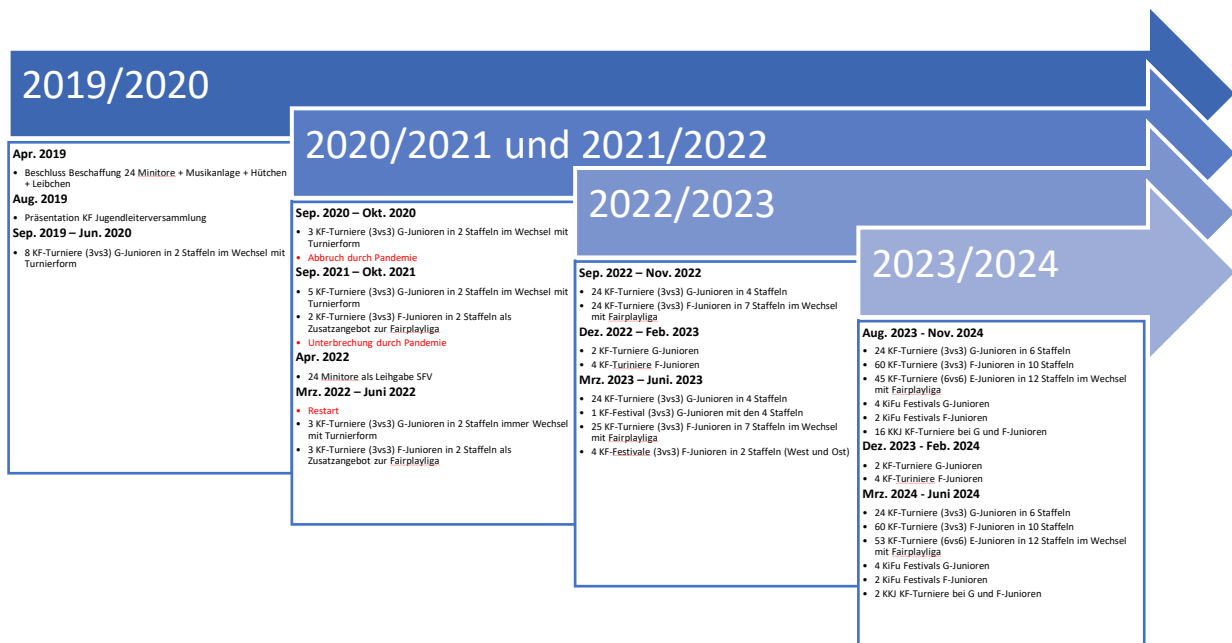 2019/2020
Apr. 2019
• Beschluss Beschaffung 24 Minitore + Musikanlage + Hütchen
+ Leibchen
Aug. 2019
• Präsentation KF Jugendleiterversammlung
Sep. 2019 – Jun. 2020
• 8 KF-Turniere (3vs3) G-Junioren in 2 Staffeln im Wechsel mit
Turnierform
2020/2021 und 2021/2022
Sep. 2020 – Okt. 2020
• 3 KF-Turniere (3vs3) G-Junioren in 2 Staffeln im Wechsel mit
Turnierform
• Abbruch durch Pandemie
Sep. 2021 – Okt. 2021
• 5 KF-Turniere (3vs3) G-Junioren in 2 Staffeln im Wechsel mit
Turnierform
• 2 KF-Turniere (3vs3) F-Junioren in 2 Staffeln als
Zusatzangebot zur Fairplayliga
• Unterbrechung durch Pandemie
Apr. 2022
• 24 Minitore als Leihgabe SFV
Mrz. 2022 – Juni 2022
• Restart
• 3 KF-Turniere (3vs3) G-Junioren in 2 Staffeln immer Wechsel
mit Turnierform
• 3 KF-Turniere (3vs3) F-Junioren in 2 Staffeln als
Zusatzangebot zur Fairplayliga
2022/2023
Sep. 2022 – Nov. 2022
• 24 KF-Turniere (3vs3) G-Junioren in 4 Staffeln
• 24 KF-Turniere (3vs3) F-Junioren in 7 Staffeln im Wechsel
mit Fairplayliga
Dez. 2022 – Feb. 2023
• 2 KF-Turniere G-Junioren
• 4 KF-Turiniere F-Junioren
Mrz. 2023 – Juni. 2023
• 24 KF-Turniere (3vs3) G-Junioren in 4 Staffeln
• 1 KF-Festival (3vs3) G-Junioren mit den 4 Staffeln
• 25 KF-Turniere (3vs3) F-Junioren in 7 Staffeln im Wechsel
mit Fairplayliga
• 4 KF-Festivale (3vs3) F-Junioren in 2 Staffeln (West und Ost)
2023/2024
Aug. 2023 - Nov. 2024
• 24 KF-Turniere (3vs3) G-Junioren in 6 Staffeln
• 60 KF-Turniere (3vs3) F-Junioren in 10 Staffeln
• 45 KF-Turniere (6vs6) E-Junioren in 12 Staffeln im Wechsel
mit Fairplayliga
• 4 KiFu Festivals G-Junioren
• 2 KiFu Festivals F-Junioren
• 16 KKJ KF-Turniere bei G und F-Junioren
Dez. 2023 - Feb. 2024
• 2 KF-Turniere G-Junioren
• 4 KF-Turiniere F-Junioren
Mrz. 2024 - Juni 2024
• 24 KF-Turniere (3vs3) G-Junioren in 6 Staffeln
• 60 KF-Turniere (3vs3) F-Junioren in 10 Staffeln
• 53 KF-Turniere (6vs6) E-Junioren in 12 Staffeln im Wechsel
mit Fairplayliga
• 4 KiFu Festivals G-Junioren
• 2 KiFu Festivals F-Junioren
• 2 KKJ KF-Turniere bei G und F-Junioren